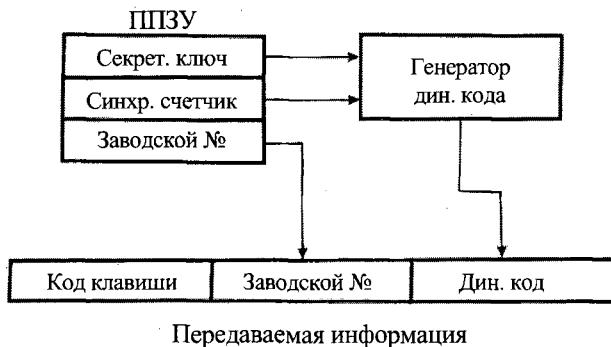 ППЗУ
Секрет. ключ
Синхр. счетчик
Заводской №
Генератор
дин. кода
Код клавиши
Заводской №
Дин. код
Передаваемая информация